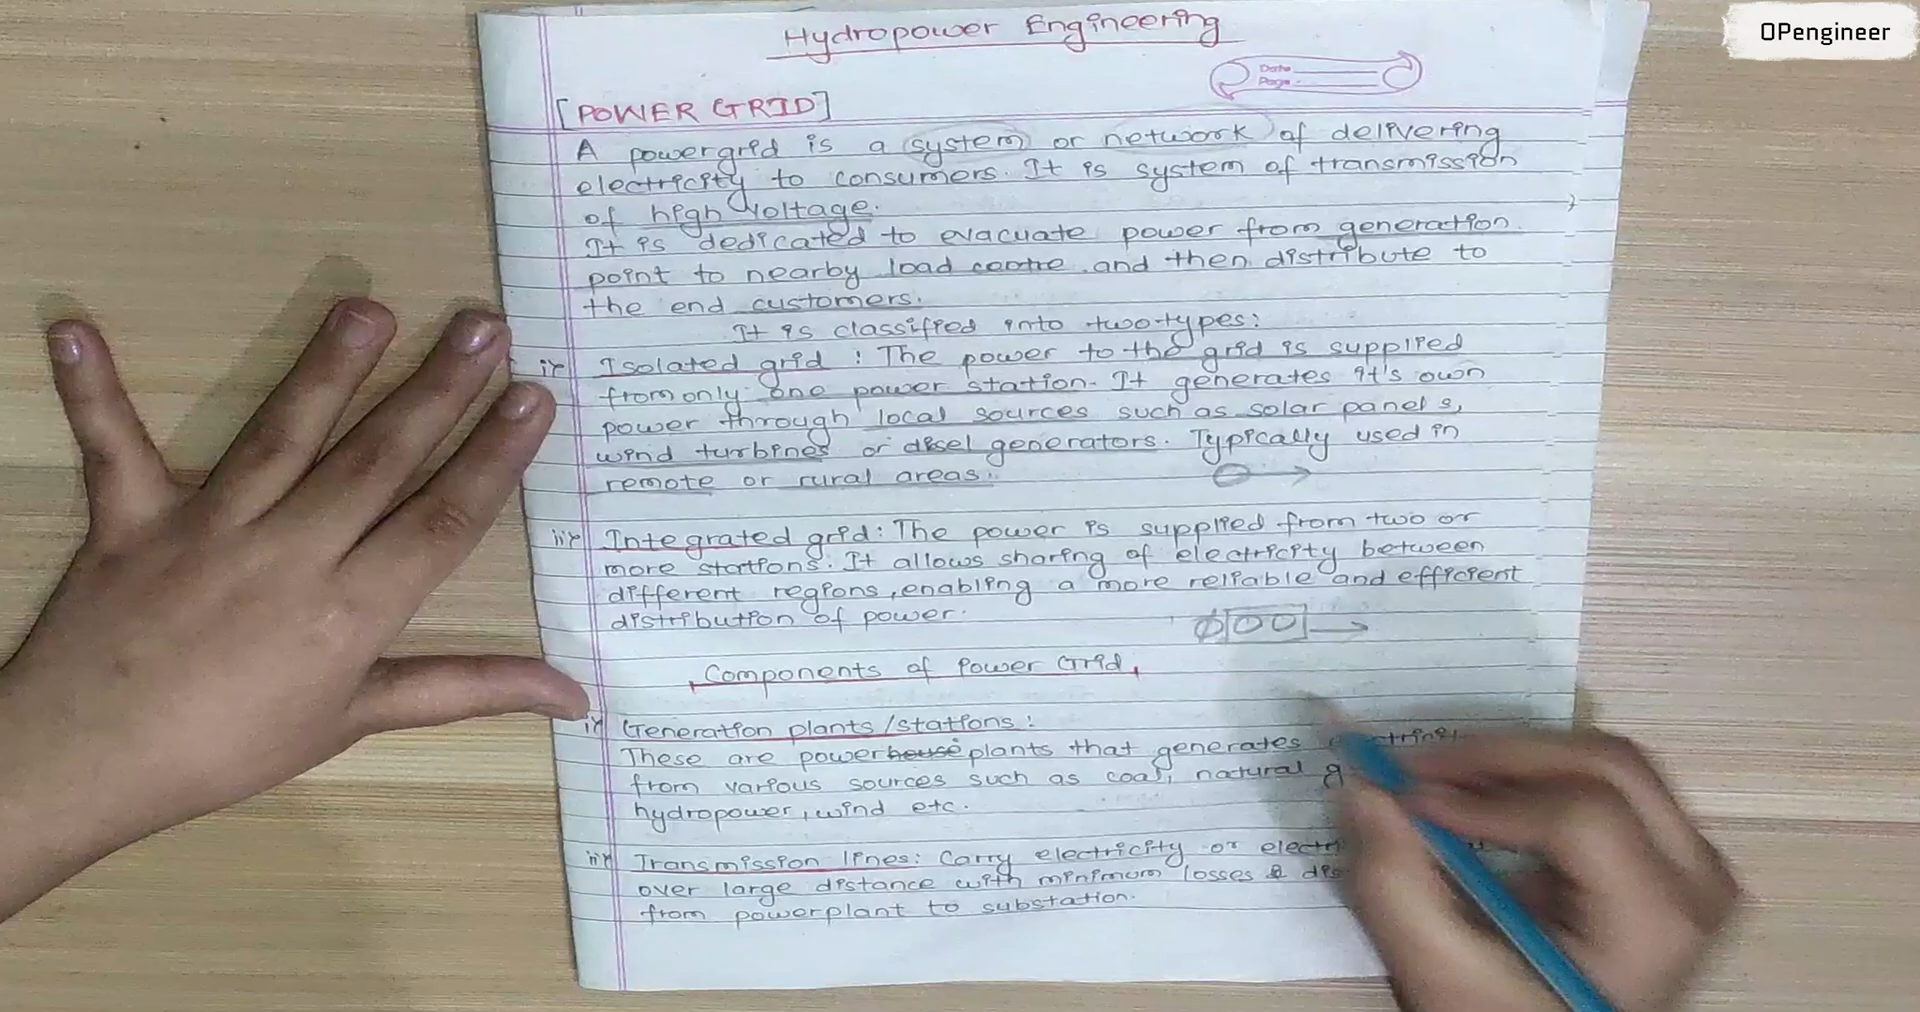 OPengineer
Hydropower Engineering
Date
Page
[POWER GRID]
A powergrid is a system or network of delivering
electricity to consumers. It is system of transmission
of high voltage.
It is dedicated to evacuate power from generation
point to nearby load centre and then distribute to
the end customers.
It is classified into two types:
i) Isolated grid : The power to the grid is supplied
from only one power station. It generates it's own
power through local sources such as solar panels,
wind turbines or disel generators. Typically used in
remote or rural areas.
ii) Integrated grid: The power is supplied from two or
more stations. It allows sharing of electricity between
different regions, enabling a more reliable and efficient
distribution of power.
Components of Power Grid
i) Generation plants/stations:
These are power plants that generates
from various sources such as coal, natural
hydropower, wind etc.
ii) Transmission lines: Carry electricity or
over large distance with minimum losses &
from powerplant to substation.